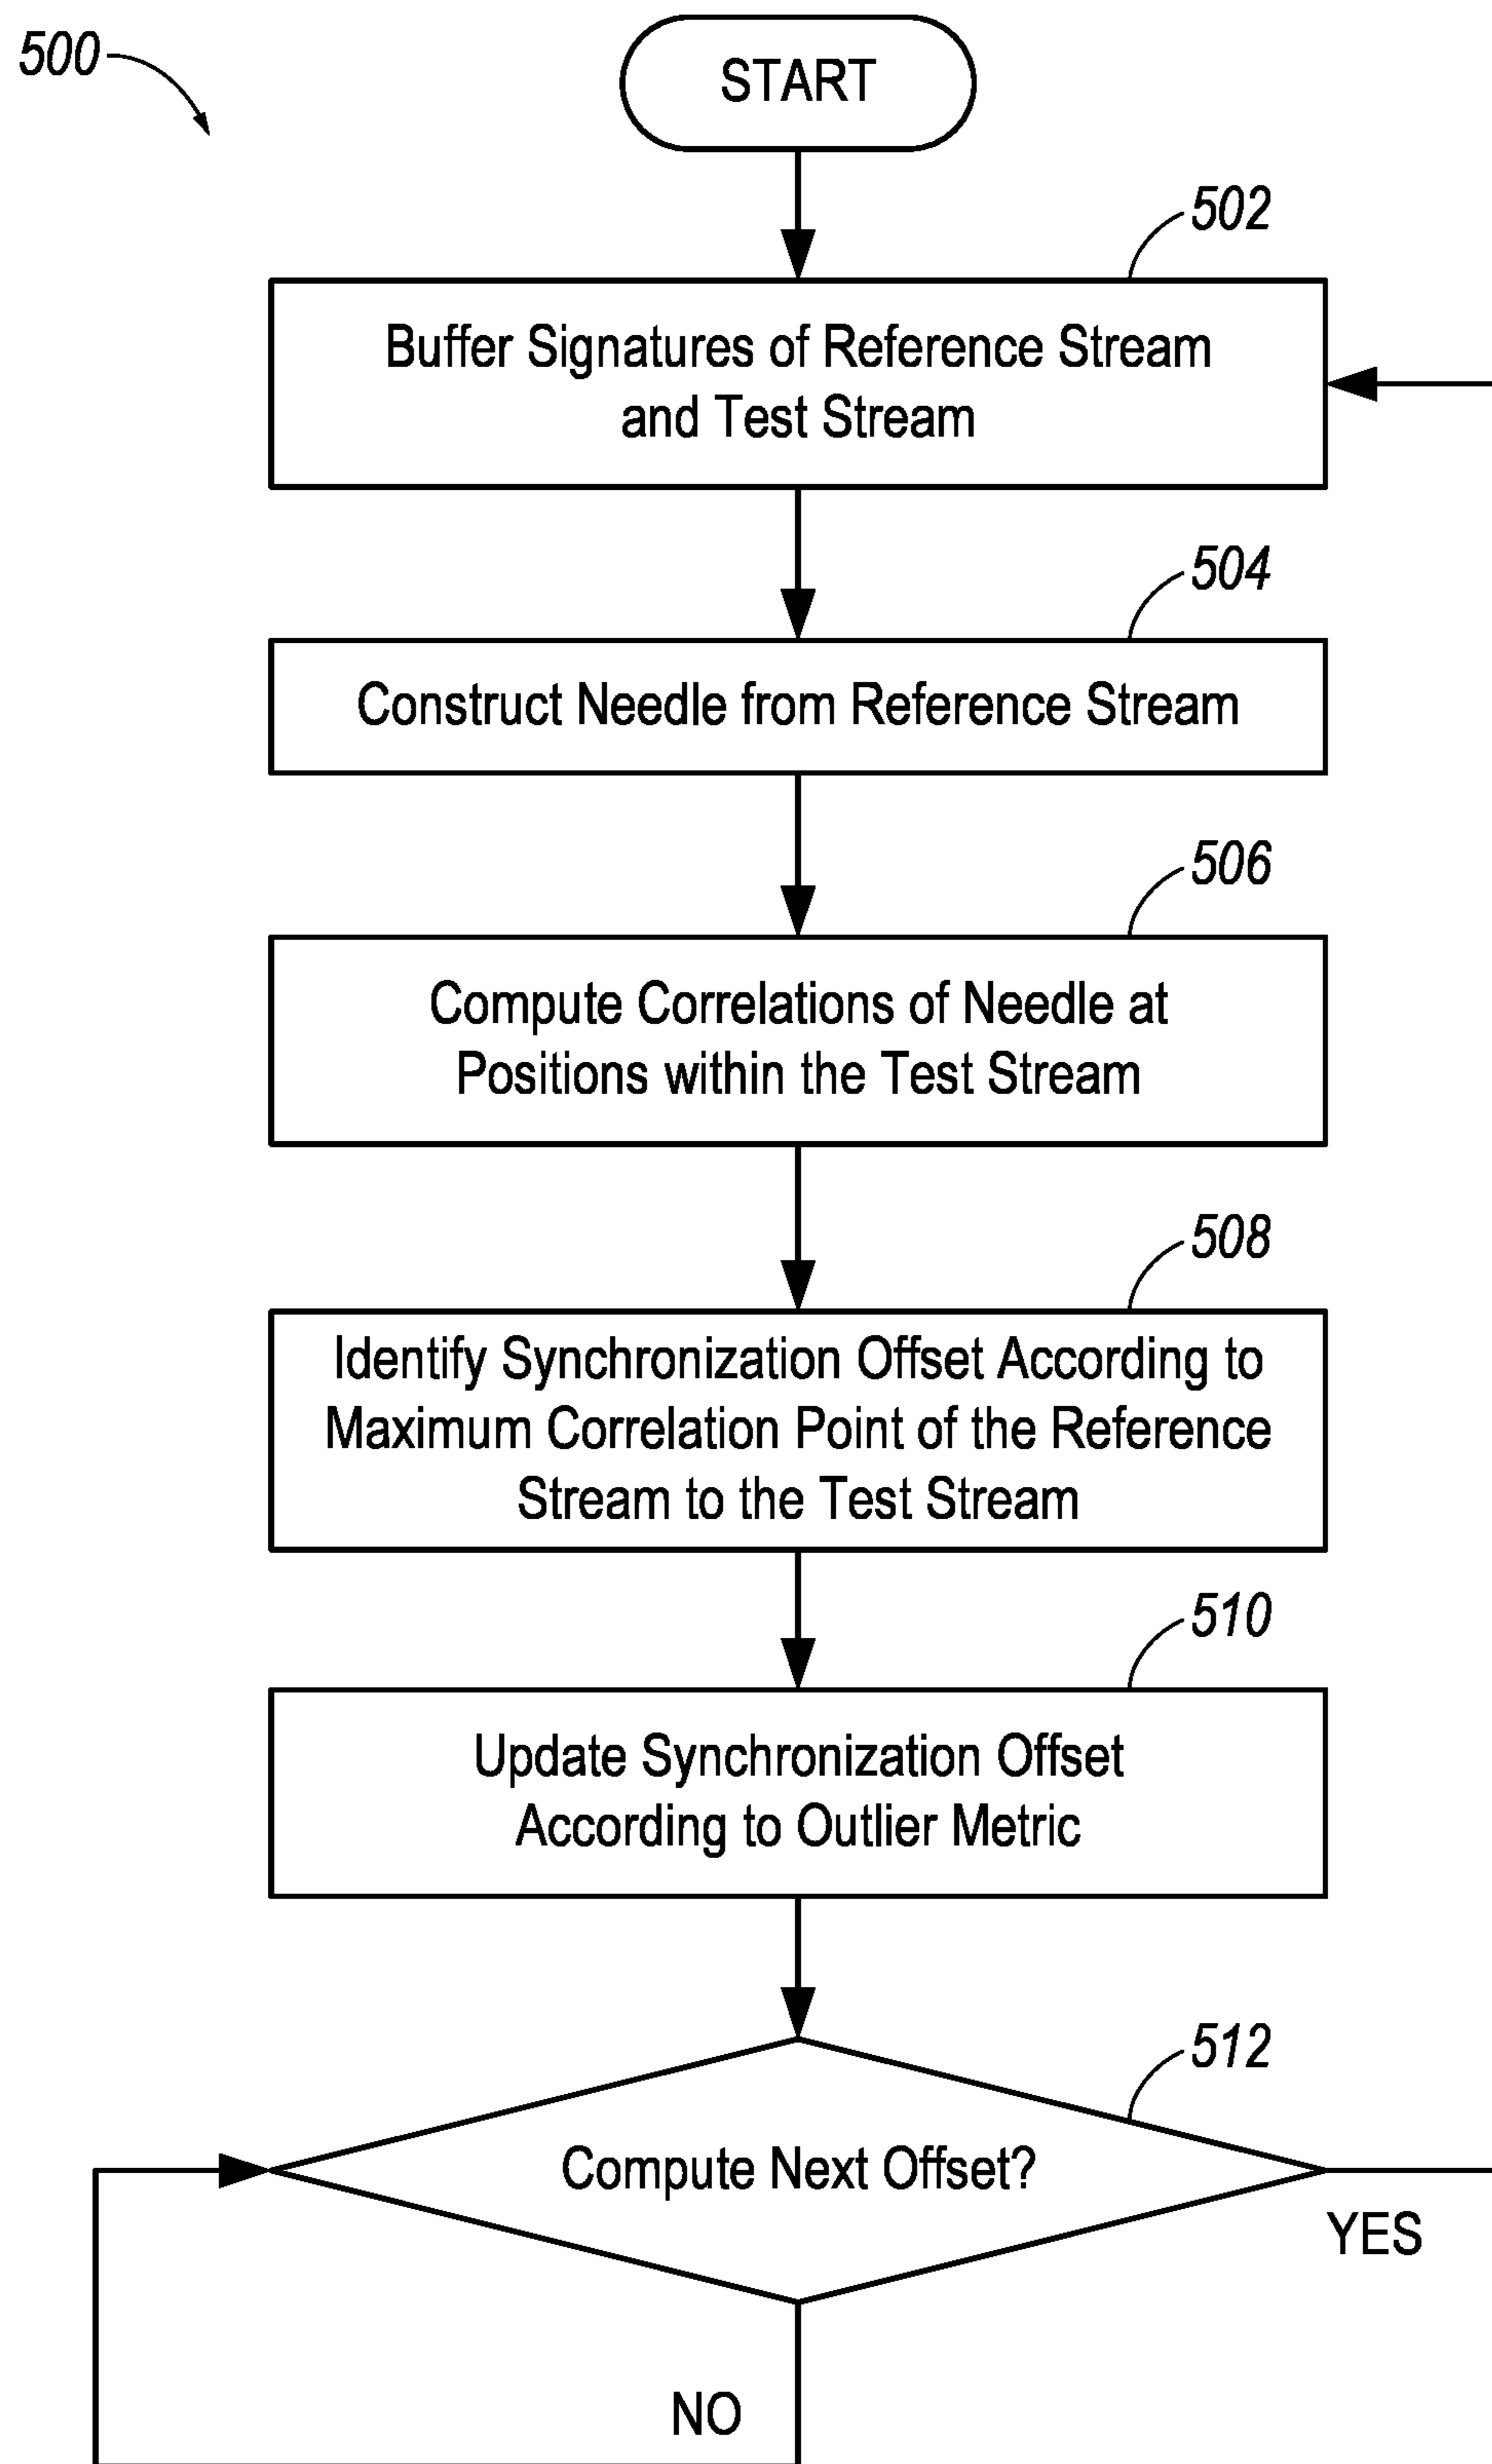 500
START
502
Buffer Signatures of Reference Stream
and Test Stream
504
Construct Needle from Reference Stream
506
Compute Correlations of Needle at
Positions within the Test Stream
508
Identify Synchronization Offset According to
Maximum Correlation Point of the Reference
Stream to the Test Stream
510
Update Synchronization Offset
According to Outlier Metric
512
Compute Next Offset?
YES
NO